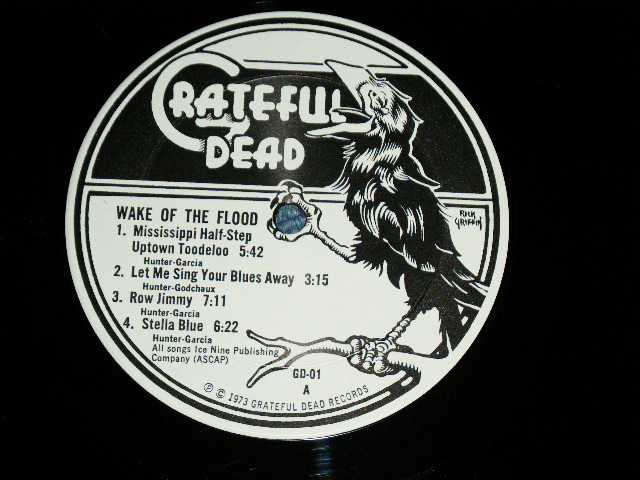 GRATEFUL
DEAD
WAKE OF THE FLOOD
1. Mississippi Half-Step
Uptown Toodeloo 5:42
Hunter-Garcia
2. Let Me Sing Your Blues Away 3:15
Hunter-Godchaux
3. Row Jimmy 7:11
Hunter-Garcia
4. Stella Blue 6:22
Hunter-Garcia
All songs Ice Nine Publishing
Company (ASCAP)
RICK
GRIFFIN
GD-01
A
℗ © 1973 GRATEFUL DEAD RECORDS